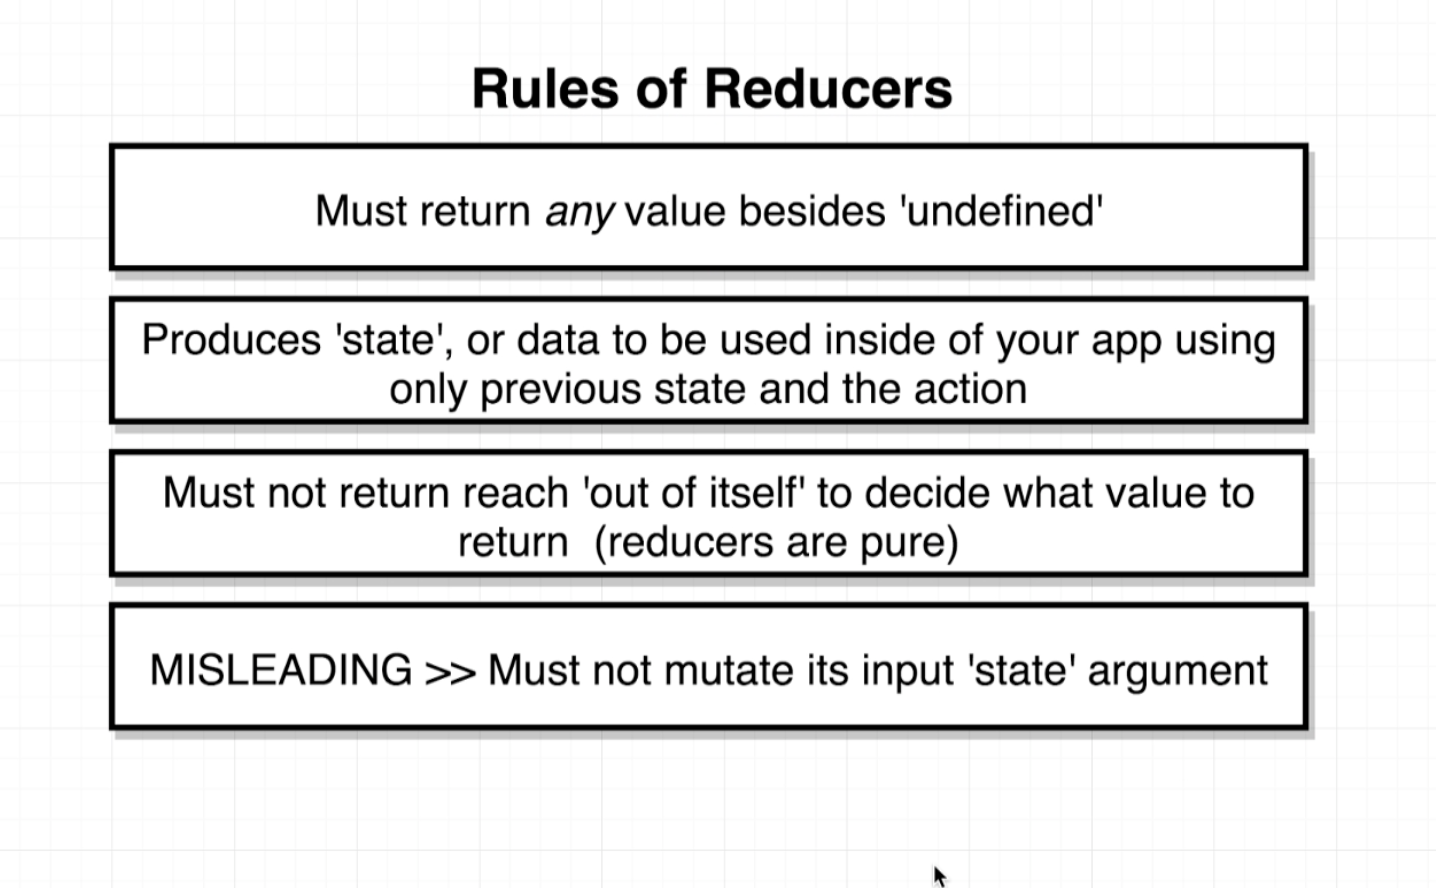 Rules of Reducers
Must return any value besides 'undefined'
Produces 'state', or data to be used inside of your app using
only previous state and the action
Must not return reach 'out of itself' to decide what value to
return  (reducers are pure)
MISLEADING >> Must not mutate its input 'state' argument